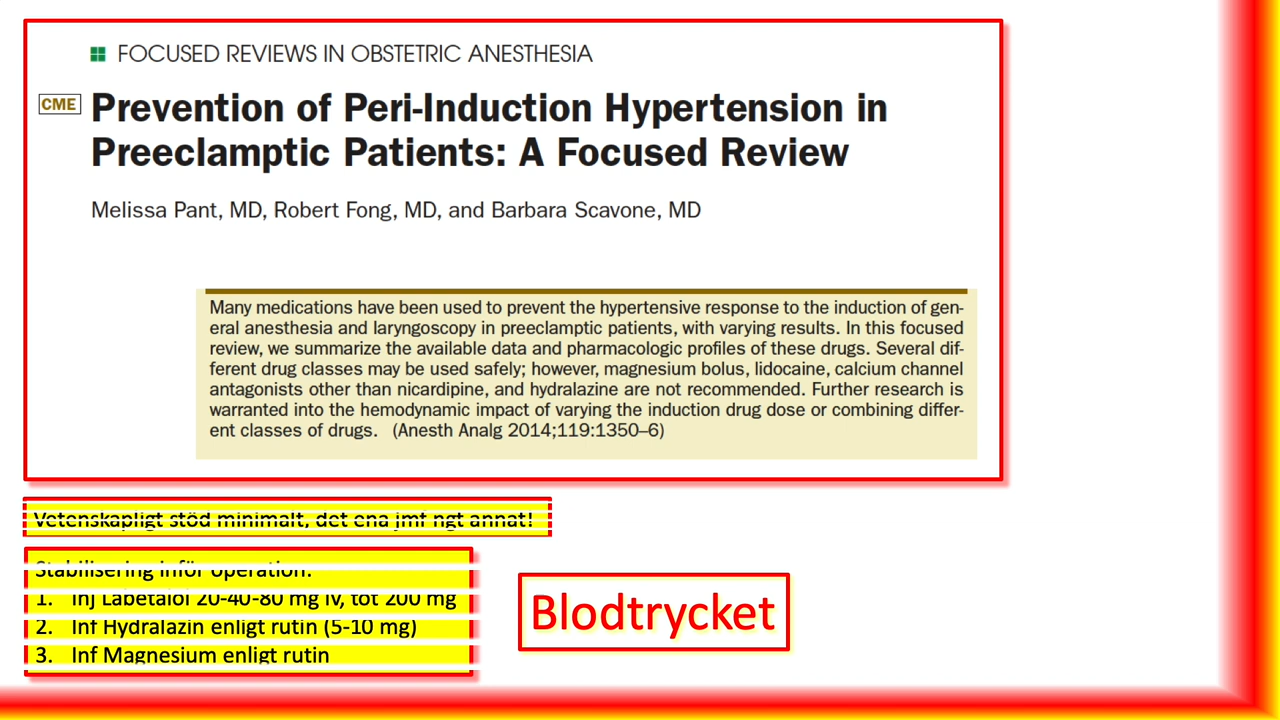 FOCUSED REVIEWS IN OBSTETRIC ANESTHESIA
CME
Prevention of Peri-Induction Hypertension in
Preeclamptic Patients: A Focused Review
Melissa Pant, MD, Robert Fong, MD, and Barbara Scavone, MD
Many medications have been used to prevent the hypertensive response to the induction of gen-
eral anesthesia and laryngoscopy in preeclamptic patients, with varying results. In this focused
review, we summarize the available data and pharmacologic profiles of these drugs. Several dif-
ferent drug classes may be used safely; however, magnesium bolus, lidocaine, calcium channel
antagonists other than nicardipine, and hydralazine are not recommended. Further research is
warranted into the hemodynamic impact of varying the induction drug dose or combining differ-
ent classes of drugs. (Anesth Analg 2014;119:1350–6)
Vetenskapligt stöd minimalt, det ena jmf ngt annat!
Stabilisering inför operation:
1. Inj Labetalol 20-40-80 mg iv, tot 200 mg
2. Inf Hydralazin enligt rutin (5-10 mg)
3. Inf Magnesium enligt rutin
Blodtrycket